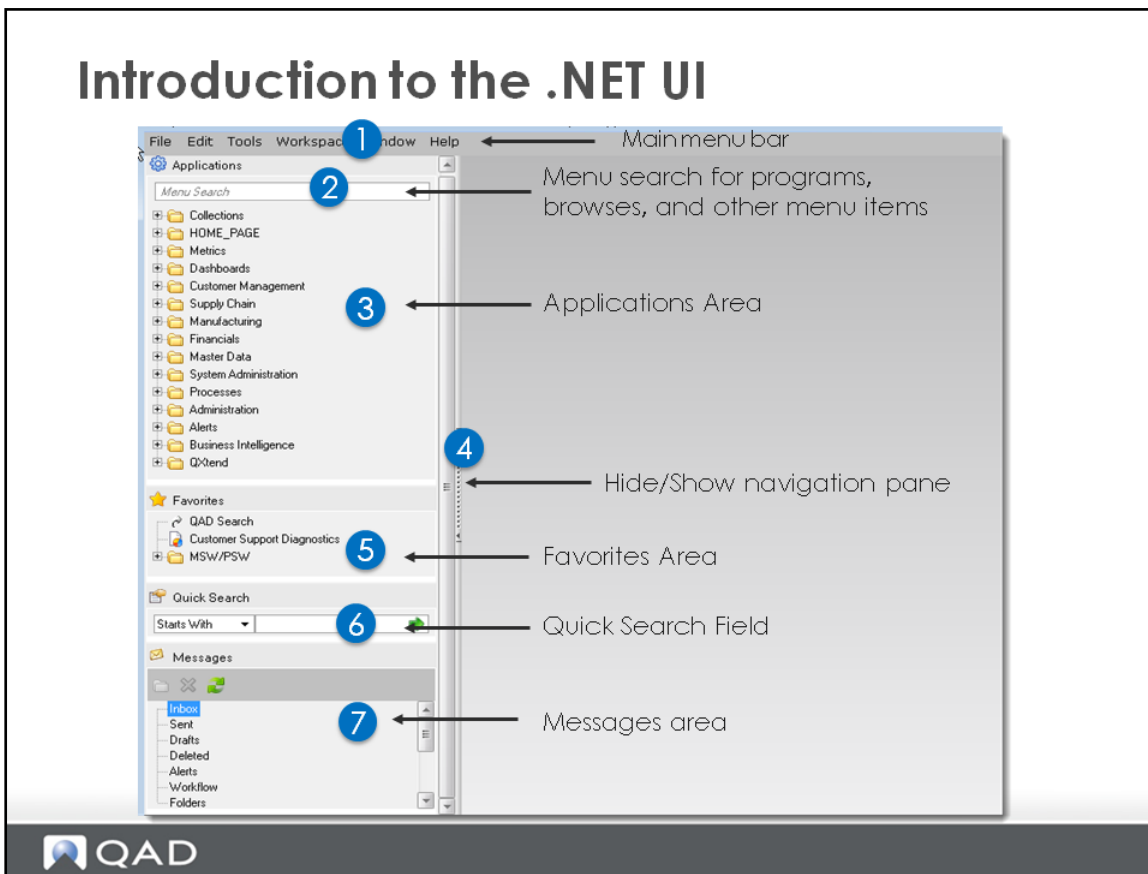 Introduction to the .NET UI
File Edit Tools Workspac 1 ndow Help
Main menu bar
Applications
Menu Search
2
Menu search for programs,
browses, and other menu items
Collections
HOME_PAGE
Metrics
Dashboards
Customer Management
Supply Chain
3
Applications Area
Manufacturing
Financials
Master Data
System Administration
Processes
Administration
Alerts
Business Intelligence
QXtend
4
Hide/Show navigation pane
Favorites
QAD Search
Customer Support Diagnostics
MSW/PSW
5
Favorites Area
Quick Search
Starts With
6
Quick Search Field
Messages
Inbox
Sent
Drafts
Deleted
Alerts
Workflow
Folders
7
Messages area
QAD